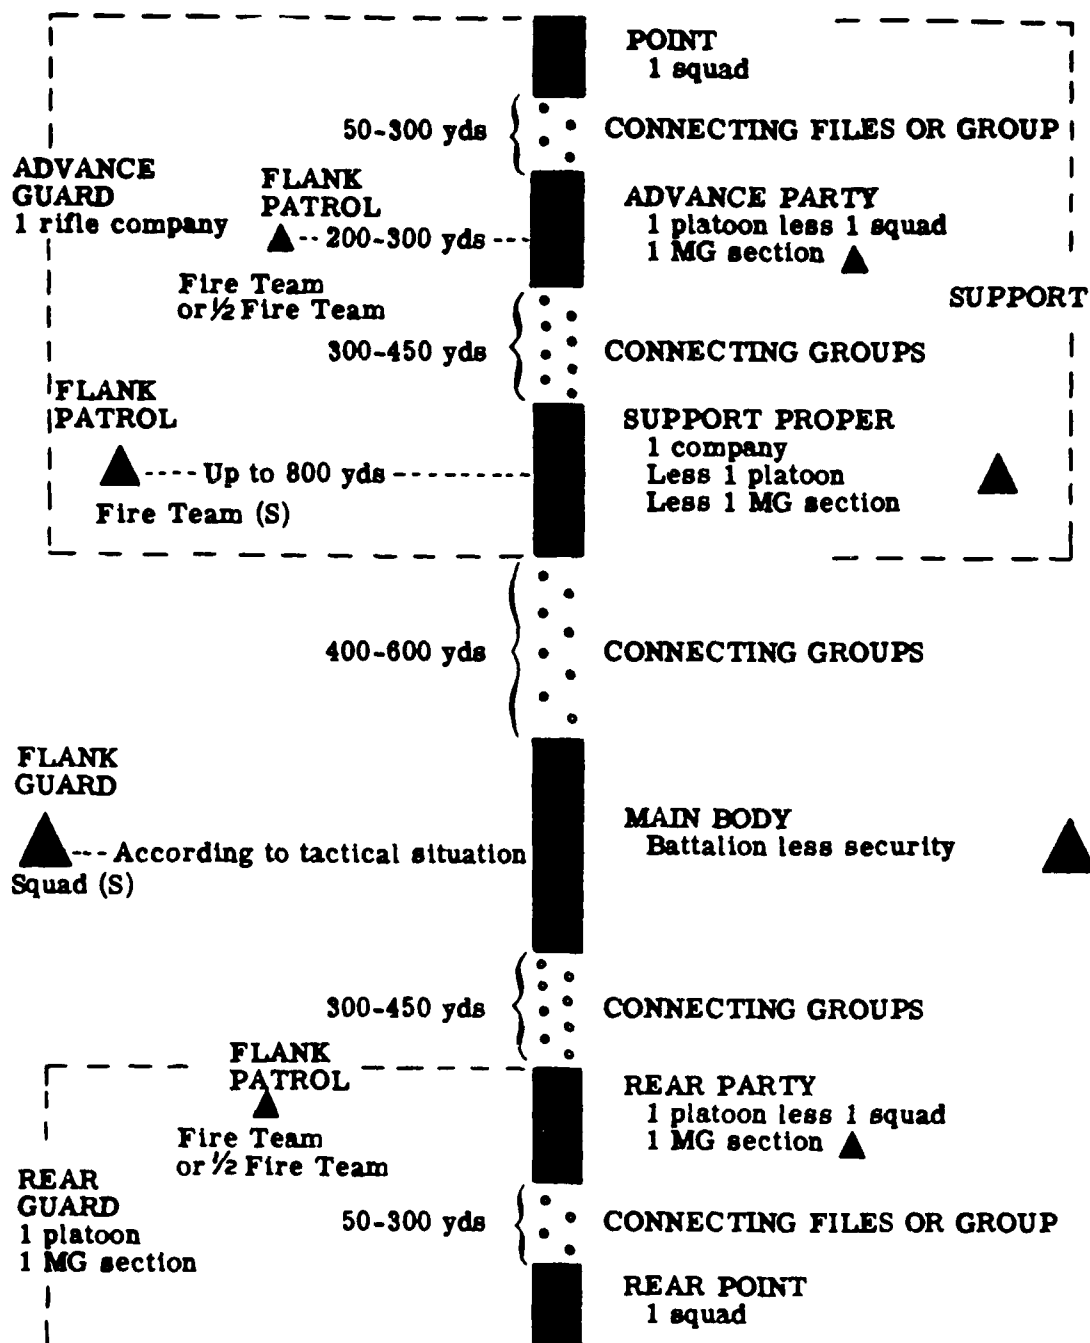 POINT
1 squad
50-300 yds
CONNECTING FILES OR GROUP
ADVANCE
GUARD
1 rifle company
FLANK
PATROL
200-300 yds
Fire Team
or ½ Fire Team
ADVANCE PARTY
1 platoon less 1 squad
1 MG section
SUPPORT
300-450 yds
CONNECTING GROUPS
FLANK
PATROL
Up to 800 yds
Fire Team (S)
SUPPORT PROPER
1 company
Less 1 platoon
Less 1 MG section
400-600 yds
CONNECTING GROUPS
FLANK
GUARD
According to tactical situation
Squad (S)
MAIN BODY
Battalion less security
300-450 yds
CONNECTING GROUPS
FLANK
PATROL
Fire Team
or ½ Fire Team
REAR PARTY
1 platoon less 1 squad
1 MG section
REAR
GUARD
1 platoon
1 MG section
50-300 yds
CONNECTING FILES OR GROUP
REAR POINT
1 squad